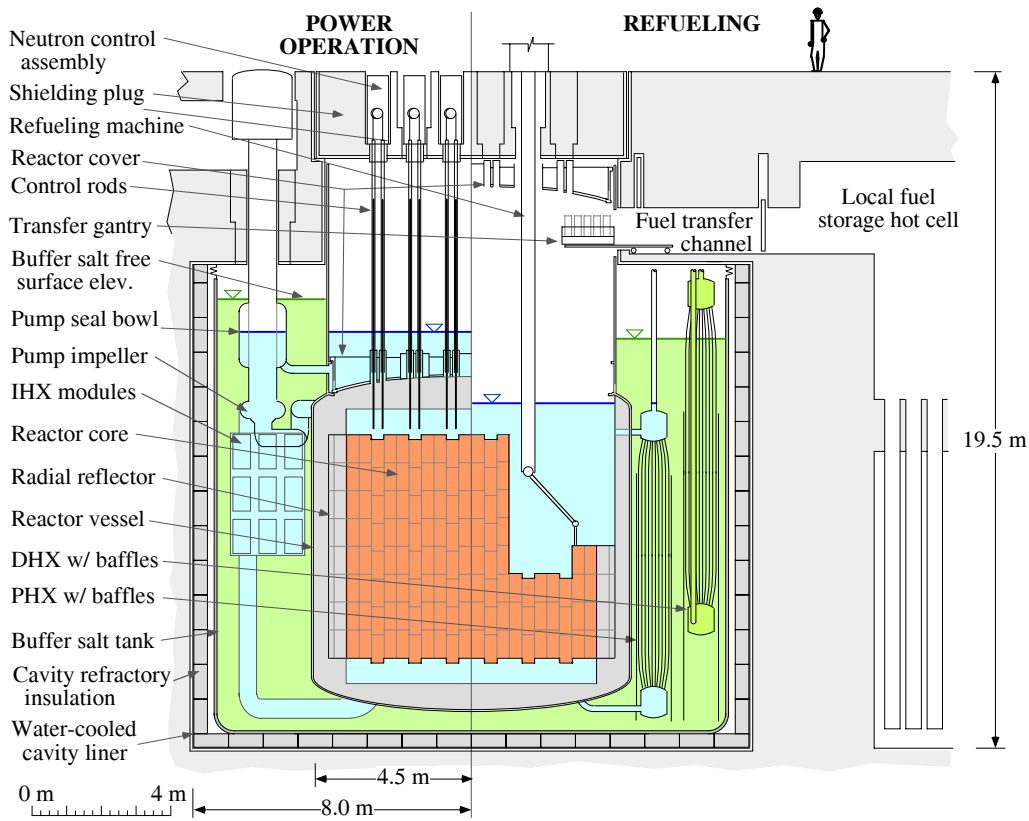 POWER
OPERATION
REFUELING
Neutron control
assembly
Shielding plug
Refueling machine
Reactor cover
Control rods
Transfer gantry
Buffer salt free
surface elev.
Pump seal bowl
Pump impeller
IHX modules
Reactor core
Radial reflector
Reactor vessel
DHX w/ baffles
PHX w/ baffles
Buffer salt tank
Cavity refractory
insulation
Water-cooled
cavity liner
Fuel transfer
channel
Local fuel
storage hot cell
19.5 m
4.5 m
8.0 m
0 m
4 m